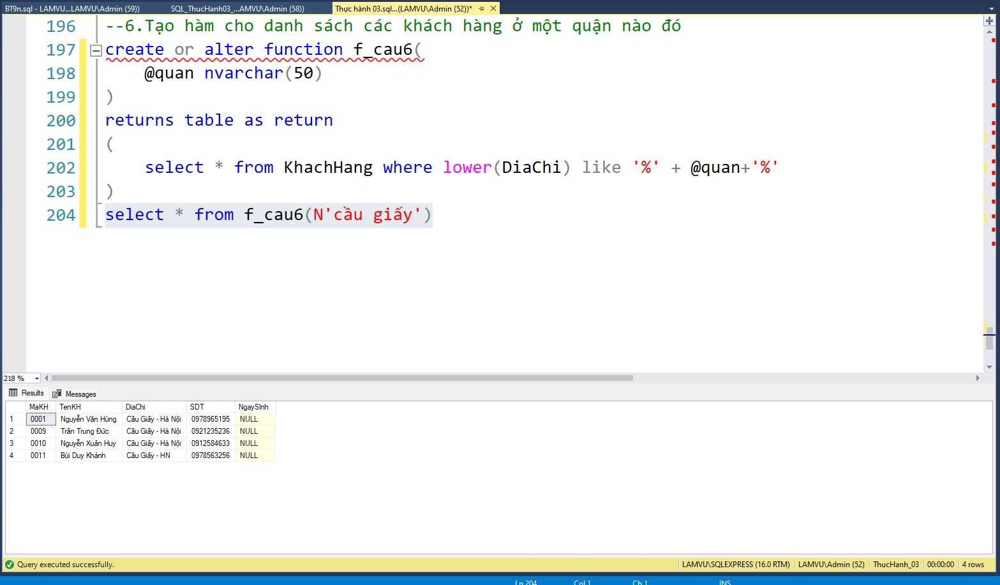 BT9n.sql - LAMVU...LAMVU\Admin (59)) SQL_ThucHanh03_...AMVU\Admin (58)) Thực hành 03.sql...(LAMVU\Admin (52))*
196 --6.Tạo hàm cho danh sách các khách hàng ở một quận nào đó
197 create or alter function f_cau6(
198 @quan nvarchar(50)
199 )
200 returns table as return
201 (
202 select * from KhachHang where lower(DiaChi) like '%' + @quan+'%'
203 )
204 select * from f_cau6(N'cầu giấy')
218 %
Results Messages
MaKH TenKH DiaChi SDT NgaySInh
1 0001 Nguyễn Văn Hùng Cầu Giấy - Hà Nội 0978965195 NULL
2 0009 Trần Trung Đức Cầu Giấy - Hà Nội 0921235236 NULL
3 0010 Nguyễn Xuân Huy Cầu Giấy - Hà Nội 0912584633 NULL
4 0011 Bùi Duy Khánh Cầu Giấy - HN 0978563256 NULL
Query executed successfully. LAMVU\SQLEXPRESS (16.0 RTM) LAMVU\Admin (52) ThucHanh_03 00:00:00 4 rows
Ln 204 Col 1 Ch 1 INS